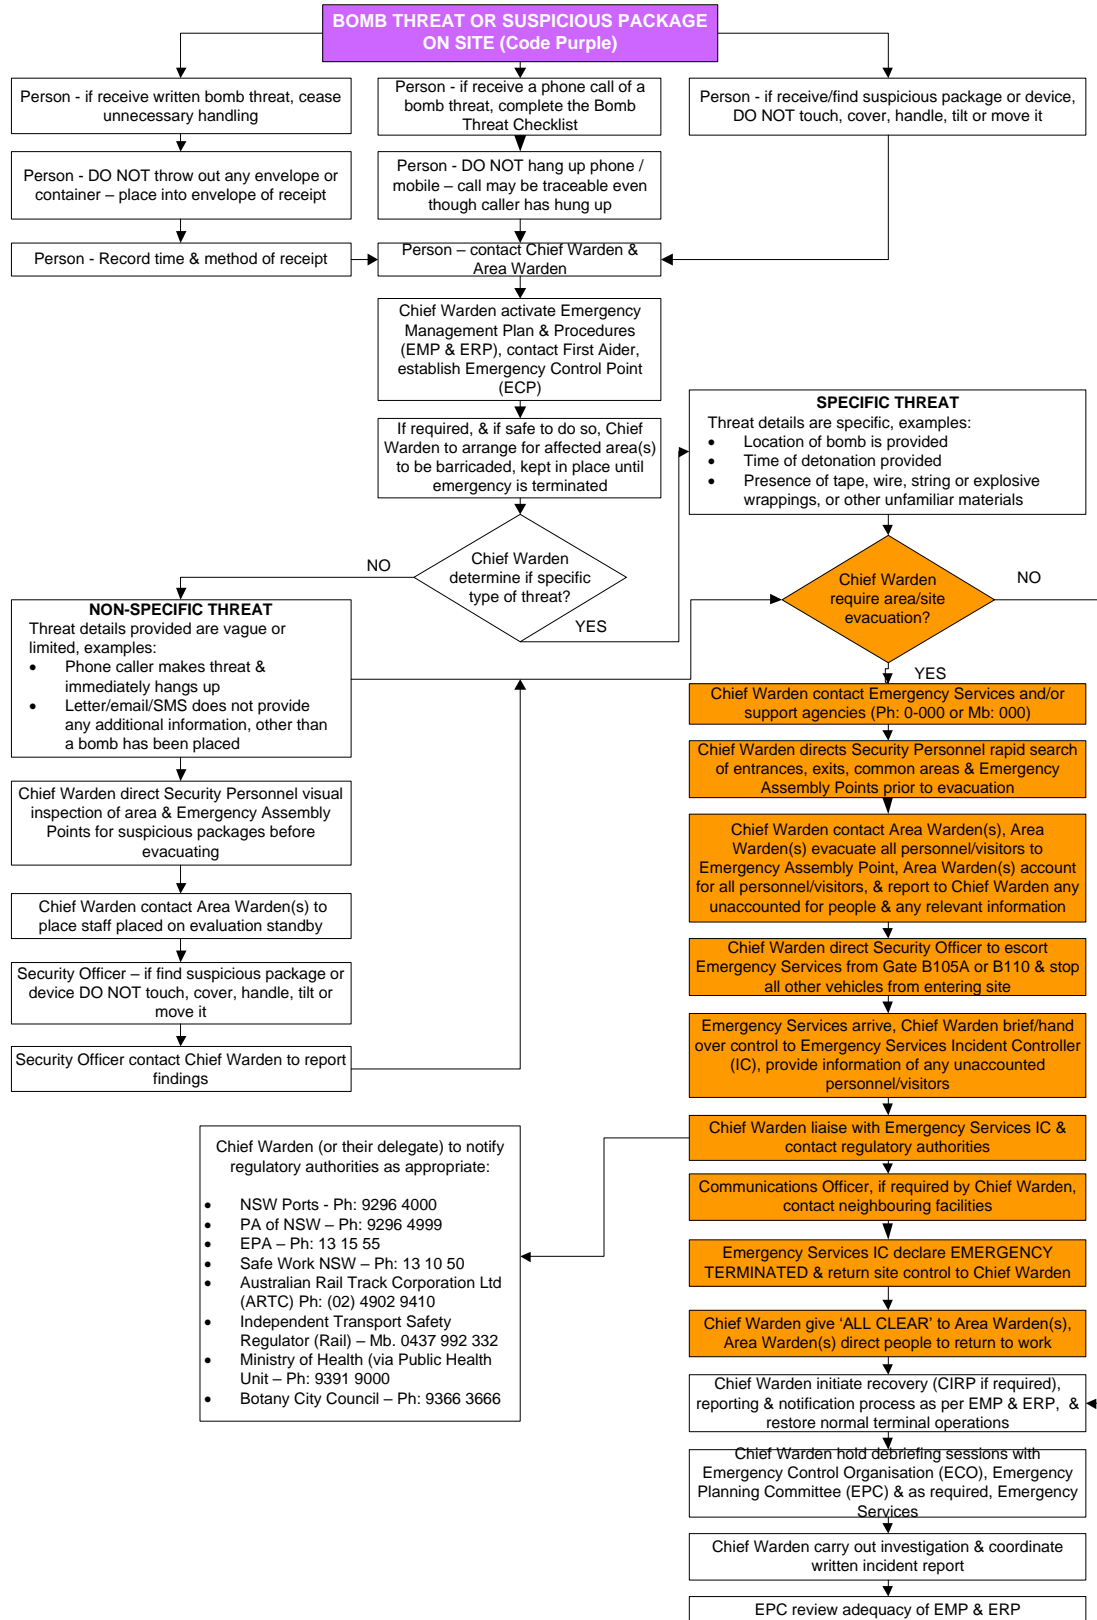 BOMB THREAT OR SUSPICIOUS PACKAGE
ON SITE (Code Purple)
Person - if receive written bomb threat, cease
unnecessary handling
Person - if receive a phone call of a
bomb threat, complete the Bomb
Threat Checklist
Person - if receive/find suspicious package or device,
DO NOT touch, cover, handle, tilt or move it
Person - DO NOT throw out any envelope or
container – place into envelope of receipt
Person - DO NOT hang up phone /
mobile – call may be traceable even
though caller has hung up
Person - Record time & method of receipt
Person – contact Chief Warden &
Area Warden
Chief Warden activate Emergency
Management Plan & Procedures
(EMP & ERP), contact First Aider,
establish Emergency Control Point
(ECP)
If required, & if safe to do so, Chief
Warden to arrange for affected area(s)
to be barricaded, kept in place until
emergency is terminated
SPECIFIC THREAT
Threat details are specific, examples:
• Location of bomb is provided
• Time of detonation provided
• Presence of tape, wire, string or explosive
wrappings, or other unfamiliar materials
Chief Warden
determine if specific
type of threat?
NO
YES
Chief Warden
require area/site
evacuation?
NO
YES
NON-SPECIFIC THREAT
Threat details provided are vague or
limited, examples:
• Phone caller makes threat &
immediately hangs up
• Letter/email/SMS does not provide
any additional information, other than
a bomb has been placed
Chief Warden direct Security Personnel visual
inspection of area & Emergency Assembly
Points for suspicious packages before
evacuating
Chief Warden contact Area Warden(s) to
place staff placed on evaluation standby
Security Officer – if find suspicious package or
device DO NOT touch, cover, handle, tilt or
move it
Security Officer contact Chief Warden to report
findings
Chief Warden contact Emergency Services and/or
support agencies (Ph: 0-000 or Mb: 000)
Chief Warden directs Security Personnel rapid search
of entrances, exits, common areas & Emergency
Assembly Points prior to evacuation
Chief Warden contact Area Warden(s), Area
Warden(s) evacuate all personnel/visitors to
Emergency Assembly Point, Area Warden(s) account
for all personnel/visitors, & report to Chief Warden any
unaccounted for people & any relevant information
Chief Warden direct Security Officer to escort
Emergency Services from Gate B105A or B110 & stop
all other vehicles from entering site
Emergency Services arrive, Chief Warden brief/hand
over control to Emergency Services Incident Controller
(IC), provide information of any unaccounted
personnel/visitors
Chief Warden liaise with Emergency Services IC &
contact regulatory authorities
Chief Warden (or their delegate) to notify
regulatory authorities as appropriate:
• NSW Ports - Ph: 9296 4000
• PA of NSW – Ph: 9296 4999
• EPA – Ph: 13 15 55
• Safe Work NSW – Ph: 13 10 50
• Australian Rail Track Corporation Ltd
(ARTC) Ph: (02) 4902 9410
• Independent Transport Safety
Regulator (Rail) – Mb. 0437 992 332
• Ministry of Health (via Public Health
Unit – Ph: 9391 9000
• Botany City Council – Ph: 9366 3666
Communications Officer, if required by Chief Warden,
contact neighbouring facilities
Emergency Services IC declare EMERGENCY
TERMINATED & return site control to Chief Warden
Chief Warden give ‘ALL CLEAR’ to Area Warden(s),
Area Warden(s) direct people to return to work
Chief Warden initiate recovery (CIRP if required),
reporting & notification process as per EMP & ERP, &
restore normal terminal operations
Chief Warden hold debriefing sessions with
Emergency Control Organisation (ECO), Emergency
Planning Committee (EPC) & as required, Emergency
Services
Chief Warden carry out investigation & coordinate
written incident report
EPC review adequacy of EMP & ERP